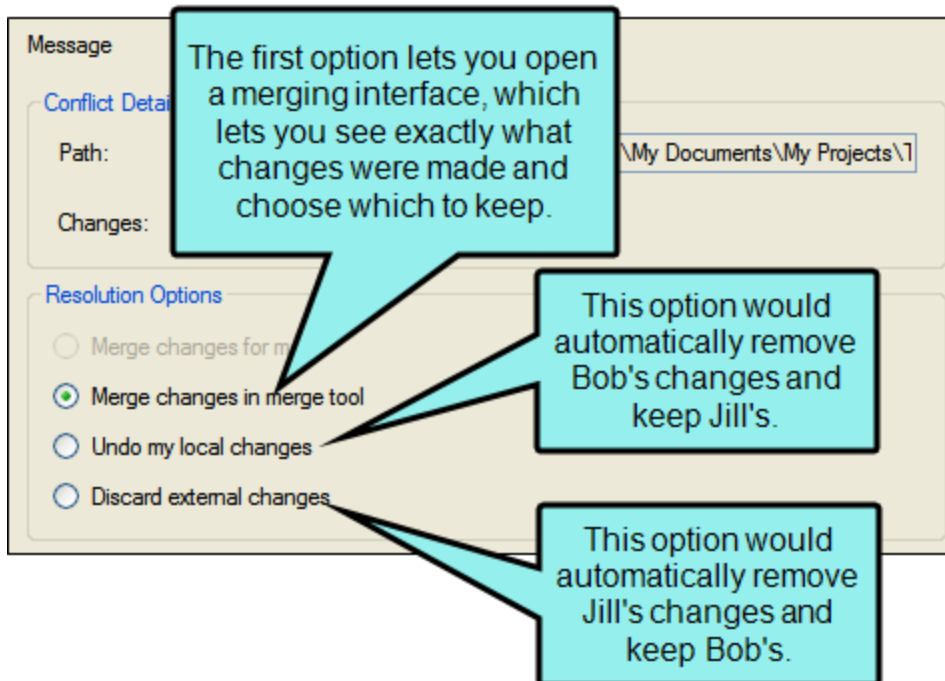 Message
The first option lets you open
a merging interface, which
lets you see exactly what
changes were made and
choose which to keep.
Conflict Detai
Path:
\My Documents\My Projects\T
Changes:
Resolution Options
Merge changes for m
Merge changes in merge tool
Undo my local changes
Discard external changes
This option would
automatically remove
Bob's changes and
keep Jill's.
This option would
automatically remove
Jill's changes and
keep Bob's.